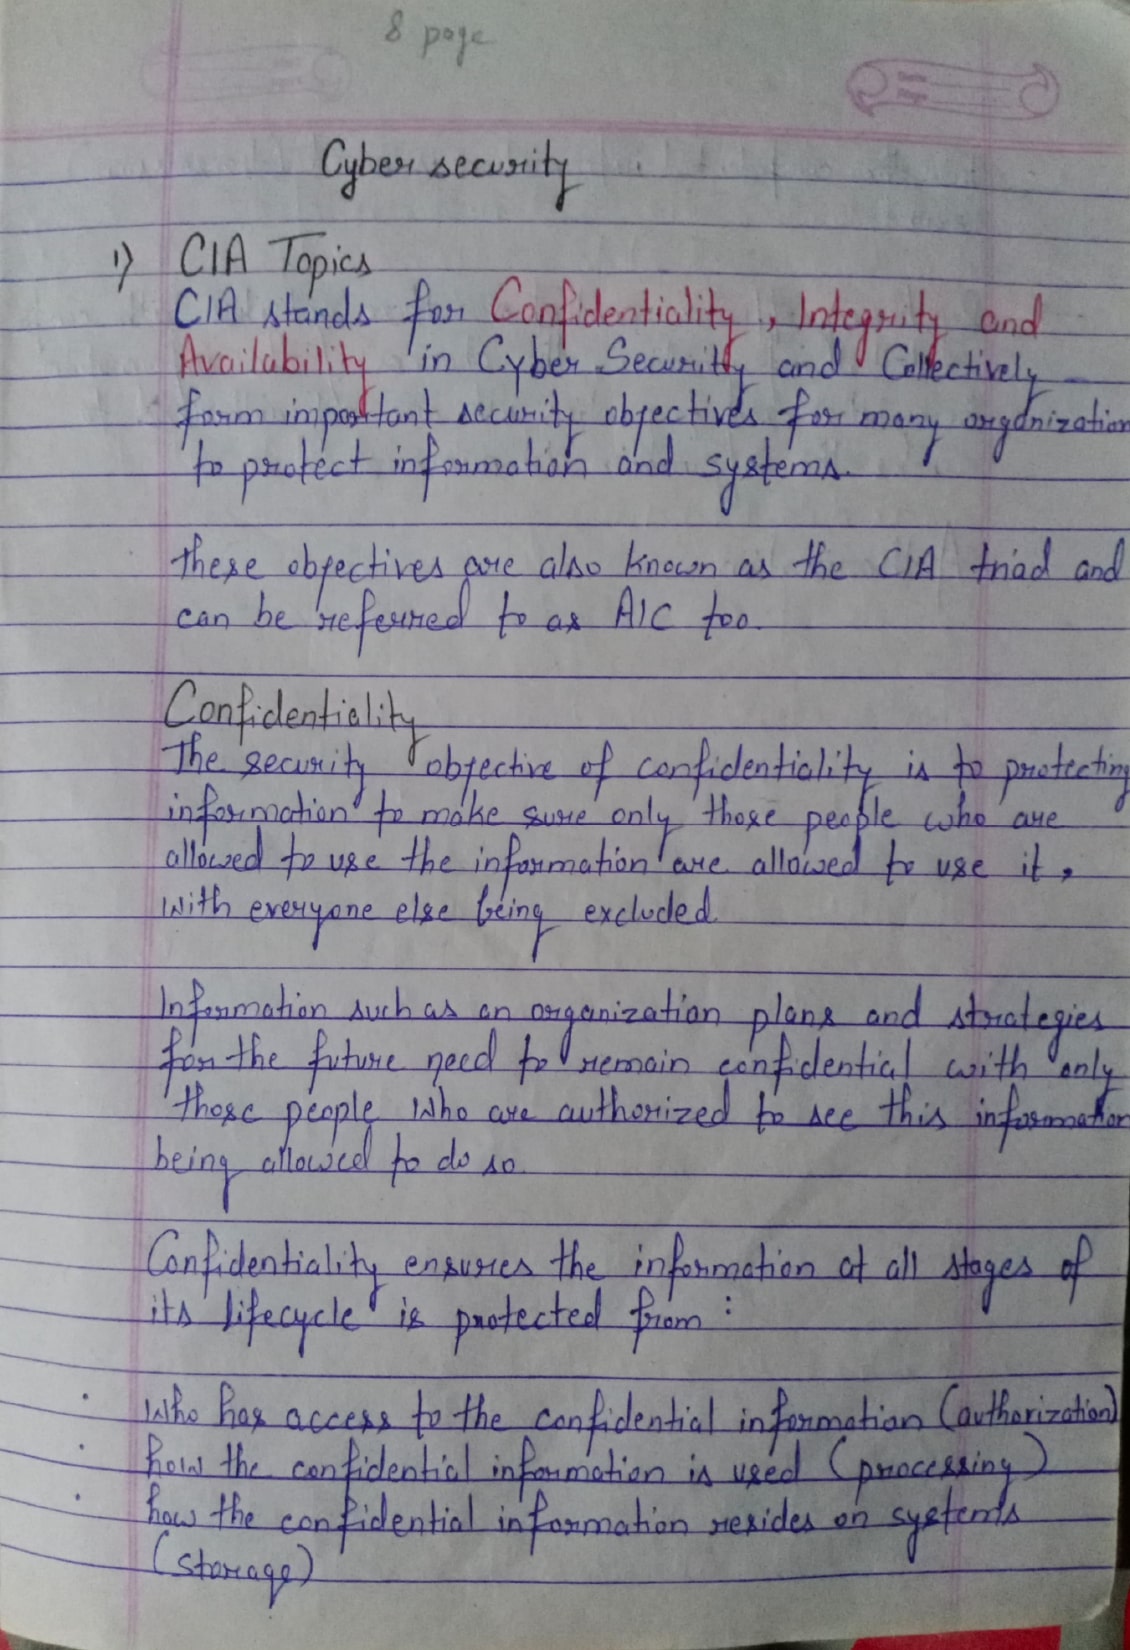 8 page
Cyber security
1) CIA Topics
CIA stands for Confidentiality, Integrity and
Availability in Cyber Security and Collectively
form important security objectives for many organization
to protect information and systems.
these objectives are also known as the CIA triad and
can be referred to as AIC too.
Confidentiality
The security objective of confidentiality is to protecting
information to make sure only those people who are
allowed to use the information are allowed to use it,
with everyone else being excluded
Information such as an organization plans and strategies
for the future need to remain confidential with only
those people who are authorized to see this information
being allowed to do so
Confidentiality ensures the information at all stages of
its lifecycle is protected from :
· Who has access to the confidential information (authorization)
· how the confidential information is used (processing)
· how the confidential information resides on systems
(storage)